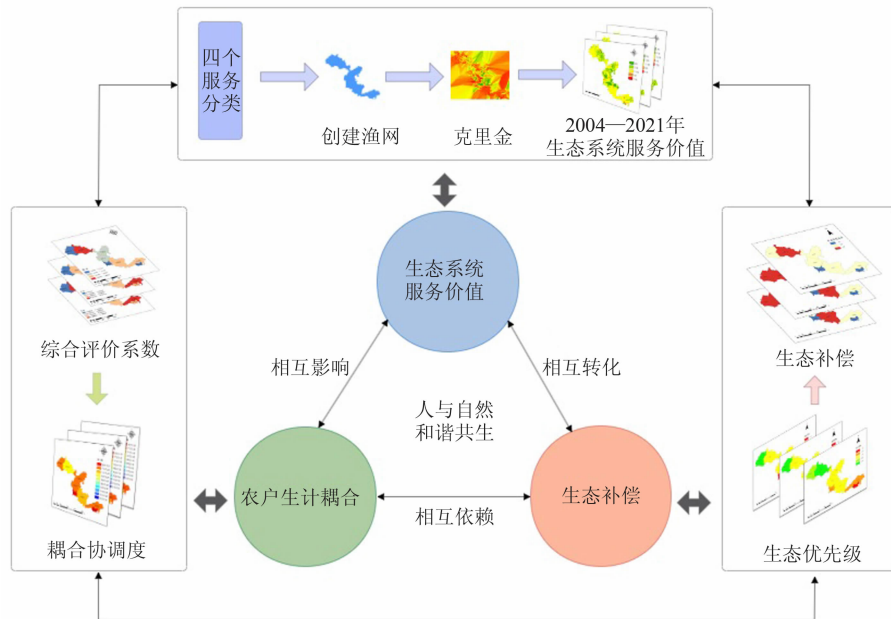 四个
服务
分类
创建渔网
克里金
2004—2021年
生态系统服务价值
综合评价系数
耦合协调度
生态系统
服务价值
相互影响
相互转化
人与自然
和谐共生
农户生计耦合
相互依赖
生态补偿
生态补偿
生态优先级